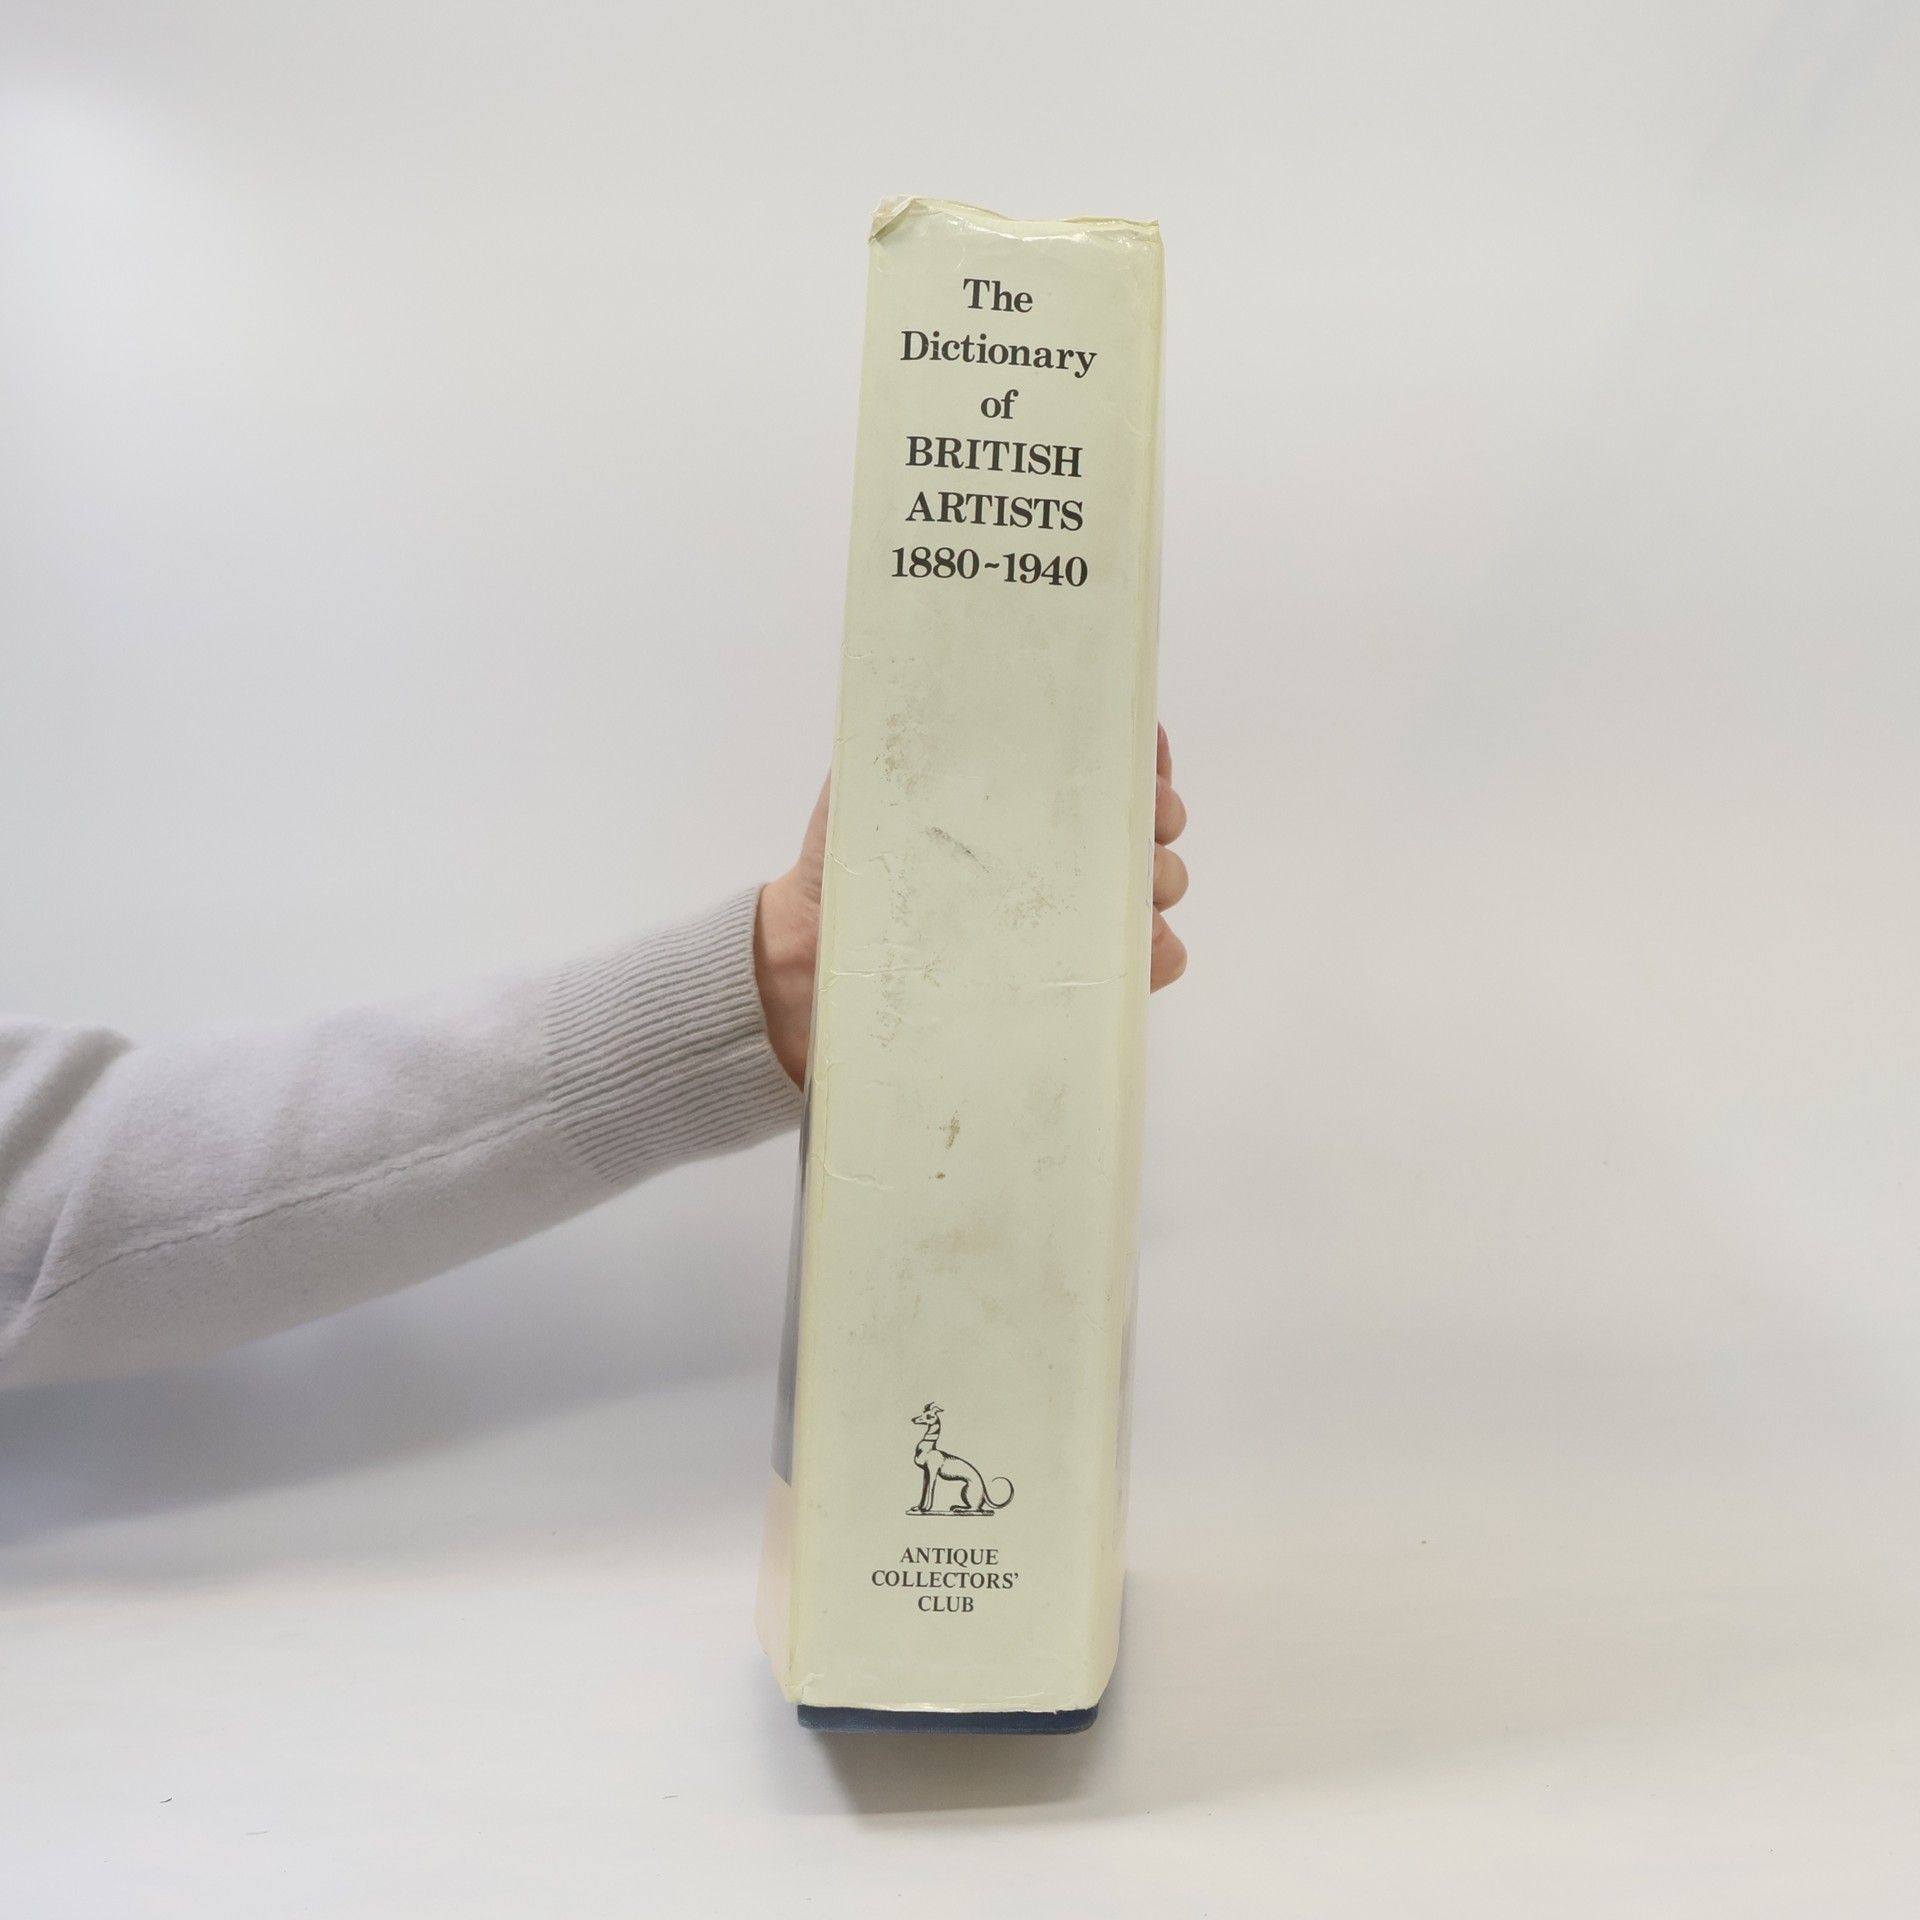 The
Dictionary
of
BRITISH
ARTISTS
1880~1940
ANTIQUE
COLLECTORS'
CLUB